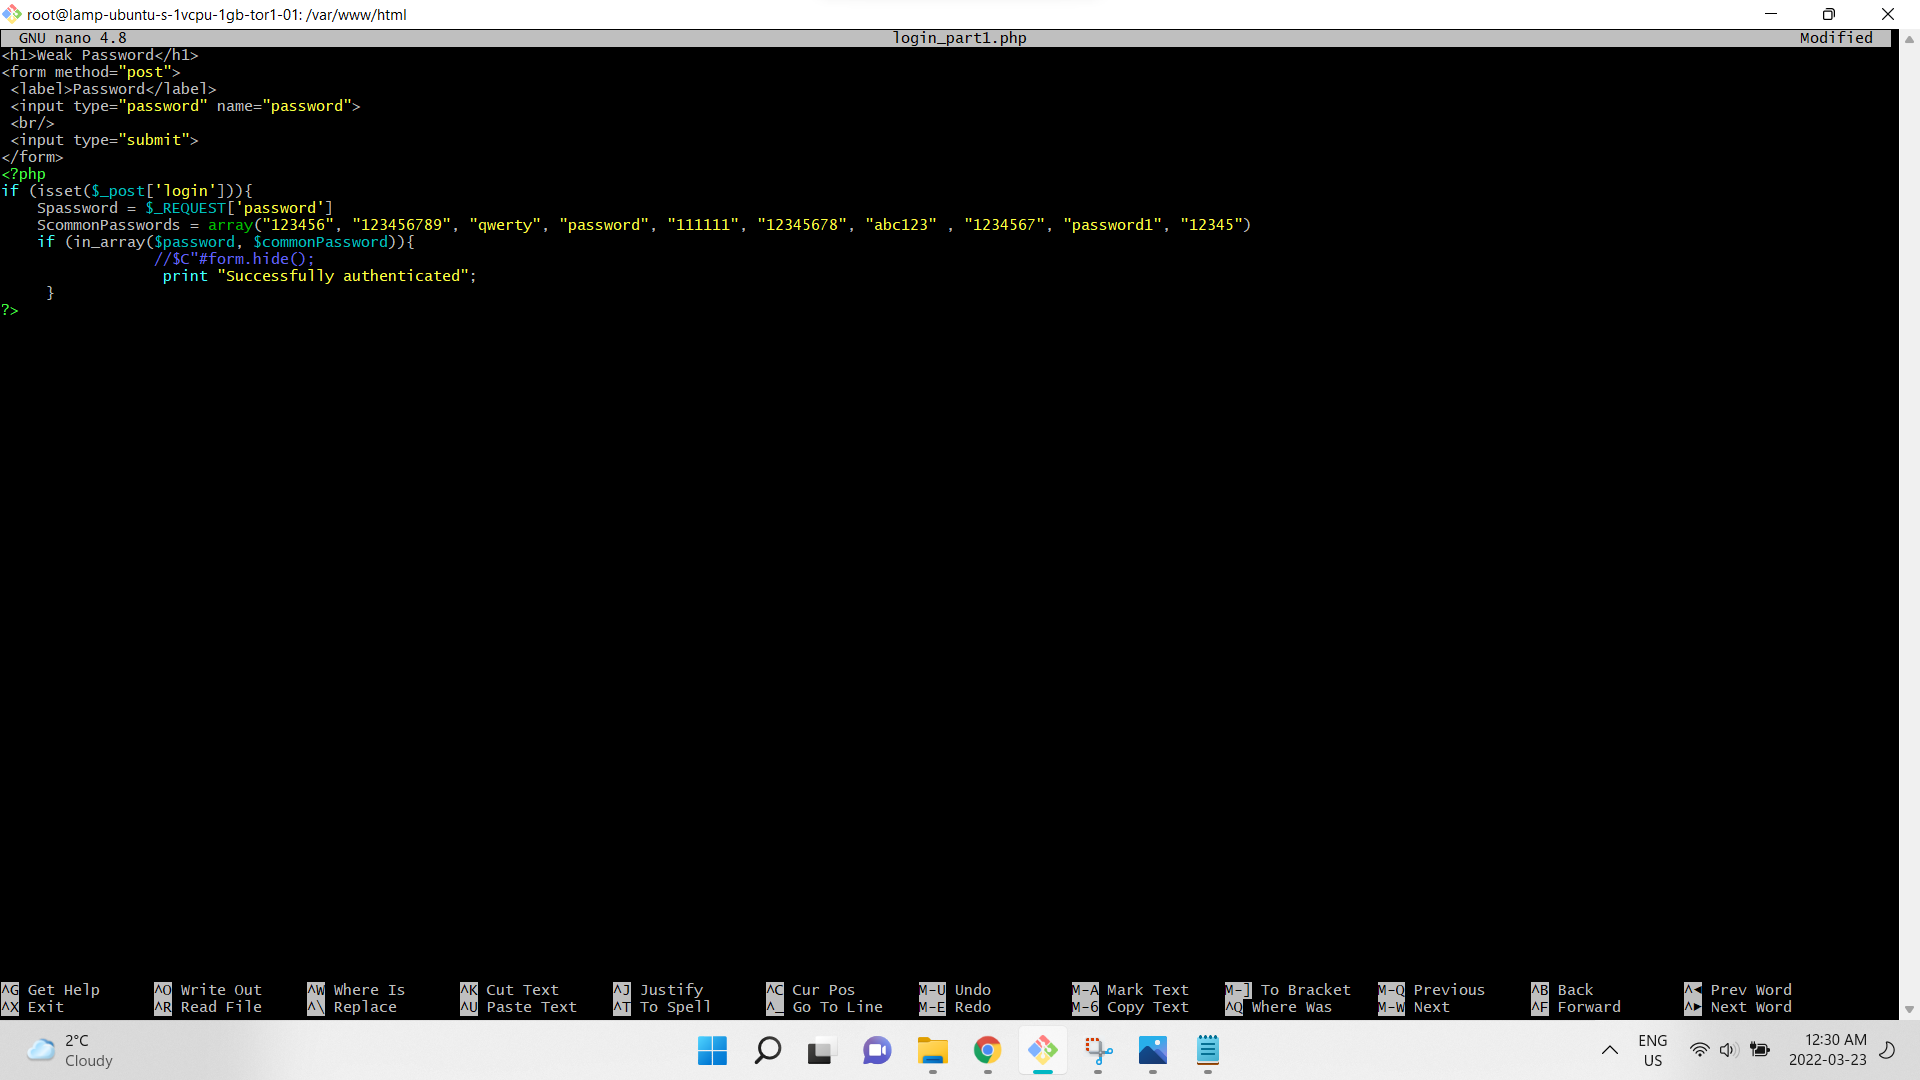 root@lamp-ubuntu-s-1vcpu-1gb-tor1-01: /var/www/html
GNU nano 4.8 login_part1.php Modified
<h1>Weak Password</h1>
<form method="post">
 <label>Password</label>
 <input type="password" name="password">
 <br/>
 <input type="submit">
</form>
<?php
if (isset($_post['login'])){
    Spassword = $_REQUEST['password']
    ScommonPasswords = array("123456", "123456789", "qwerty", "password", "111111", "12345678", "abc123" , "1234567", "password1", "12345")
    if (in_array($password, $commonPassword)){
                 //$C"#form.hide();
                  print "Successfully authenticated";
     }
?>
^G Get Help ^O Write Out ^W Where Is ^K Cut Text ^J Justify ^C Cur Pos M-U Undo M-A Mark Text M-] To Bracket M-Q Previous ^B Back ^◄ Prev Word
^X Exit ^R Read File ^\ Replace ^U Paste Text ^T To Spell ^_ Go To Line M-E Redo M-6 Copy Text ^Q Where Was M-W Next ^F Forward ^► Next Word
2°C
Cloudy
ENG
US
12:30 AM
2022-03-23